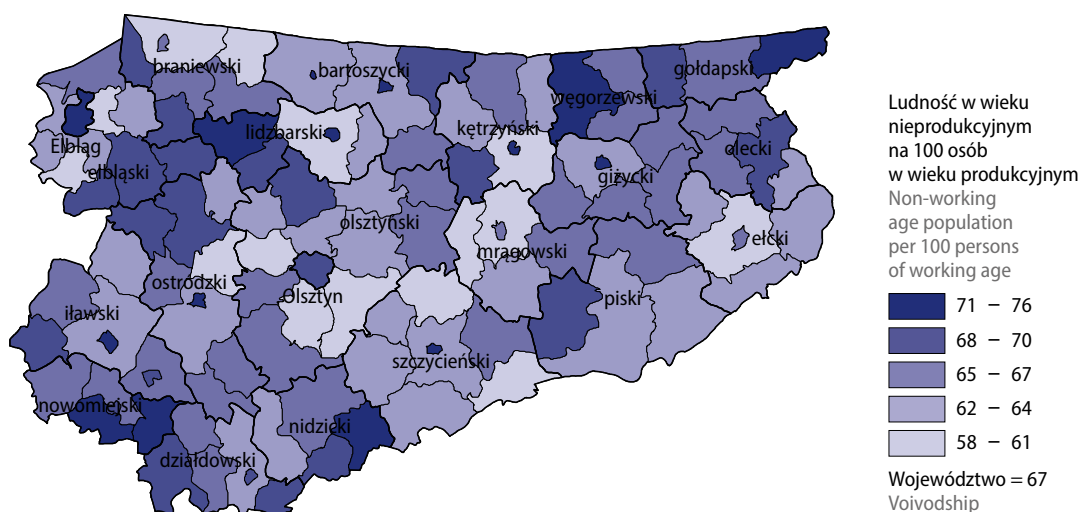 braniewski
bartoszycki
gołdapski
węgorzewski
lidzbarski
kętrzyński
Elbląg
elbląski
olecki
giżycki
olsztyński
mrągowski
ełcki
ostródzki
Olsztyn
piski
iławski
szczycieński
nowomiejski
nidzicki
działdowski
Ludność w wieku
nieprodukcyjnym
na 100 osób
w wieku produkcyjnym
Non-working
age population
per 100 persons
of working age
71 – 76
68 – 70
65 – 67
62 – 64
58 – 61
Województwo = 67
Voivodship